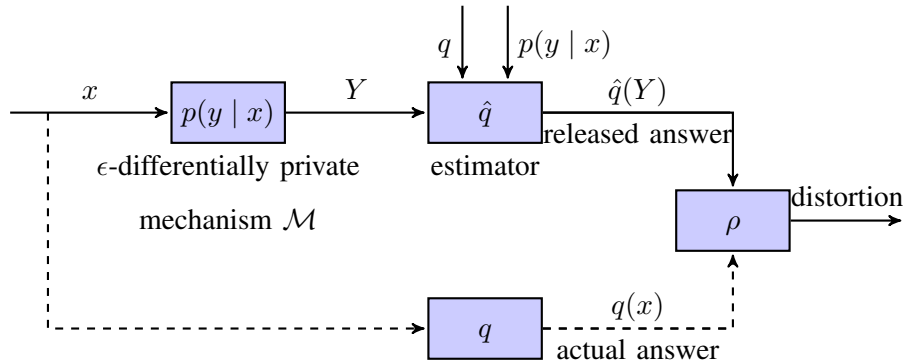 q
p(y | x)
x
p(y | x)
Y
q̂
q̂(Y)
released answer
ϵ-differentially private
mechanism ℳ
estimator
ρ
distortion
q
q(x)
actual answer